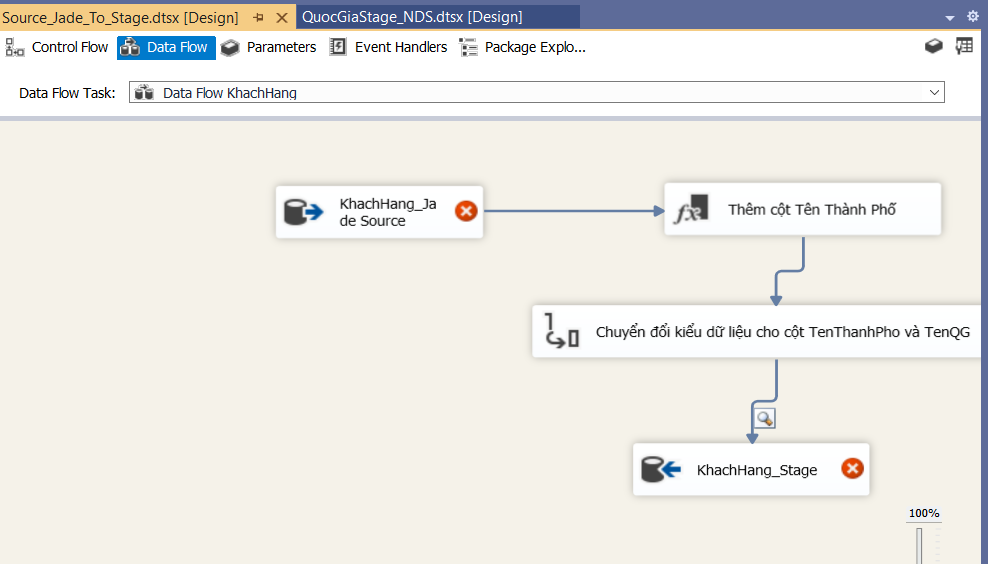 Source_Jade_To_Stage.dtsx [Design]
QuocGiaStage_NDS.dtsx [Design]
Control Flow
Data Flow
Parameters
Event Handlers
Package Explo...
Data Flow Task:
Data Flow KhachHang
KhachHang_Ja
de Source
Thêm cột Tên Thành Phố
Chuyển đổi kiểu dữ liệu cho cột TenThanhPho và TenQG
KhachHang_Stage
100%